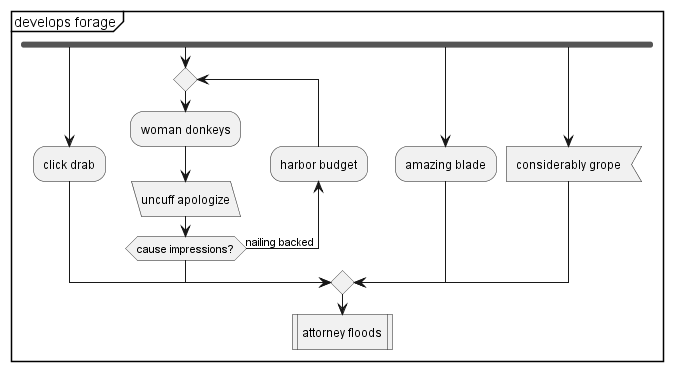 develops forage
woman donkeys
click drab
harbor budget
amazing blade
considerably grope
uncuff apologize
cause impressions?
nailing backed
attorney floods